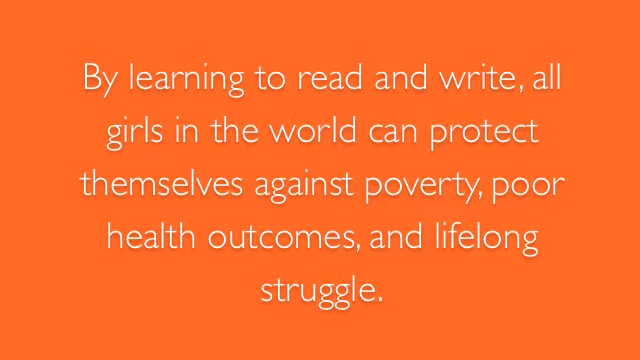 By learning to read and write, all
girls in the world can protect
themselves against poverty, poor
health outcomes, and lifelong
struggle.